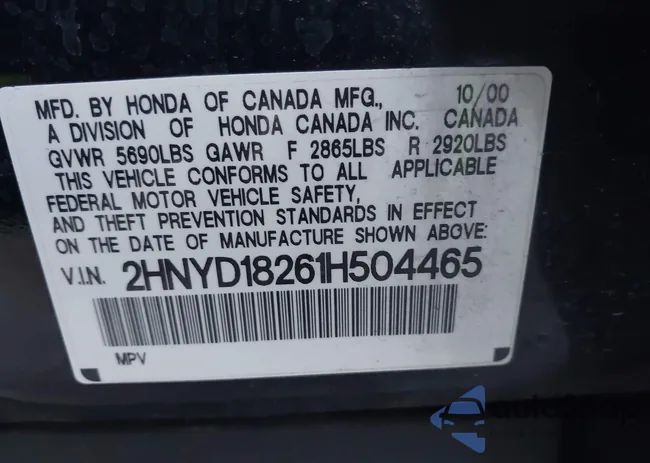 MFD. BY HONDA OF CANADA MFG., 10/00
A DIVISION OF HONDA CANADA INC. CANADA
GVWR 5690LBS GAWR F 2865LBS R 2920LBS
THIS VEHICLE CONFORMS TO ALL APPLICABLE
FEDERAL MOTOR VEHICLE SAFETY,
AND THEFT PREVENTION STANDARDS IN EFFECT
ON THE DATE OF MANUFACTURE SHOWN ABOVE:
V.I.N. 2HNYD18261H504465
MPV